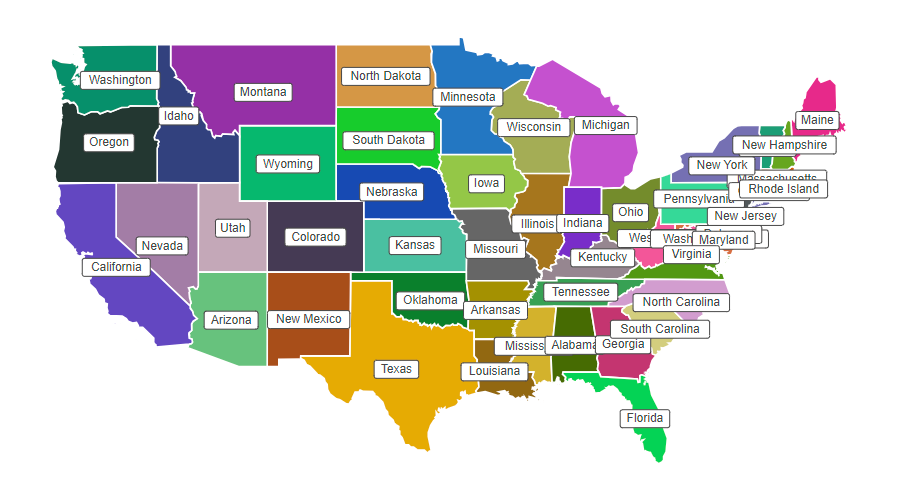 Washington
North Dakota
Montana
Minnesota
Idaho
Maine
Oregon
South Dakota
Wisconsin
Michigan
New Hampshire
Wyoming
New York
Nebraska
Iowa
Massachusetts
Rhode Island
Pennsylvania
Ohio
New Jersey
Utah
Colorado
Illinois
Indiana
Nevada
Kansas
Missouri
Wes
Wash
Maryland
California
Kentucky
Virginia
Oklahoma
Tennessee
Arizona
New Mexico
Arkansas
North Carolina
South Carolina
Mississ
Alabama
Georgia
Texas
Louisiana
Florida